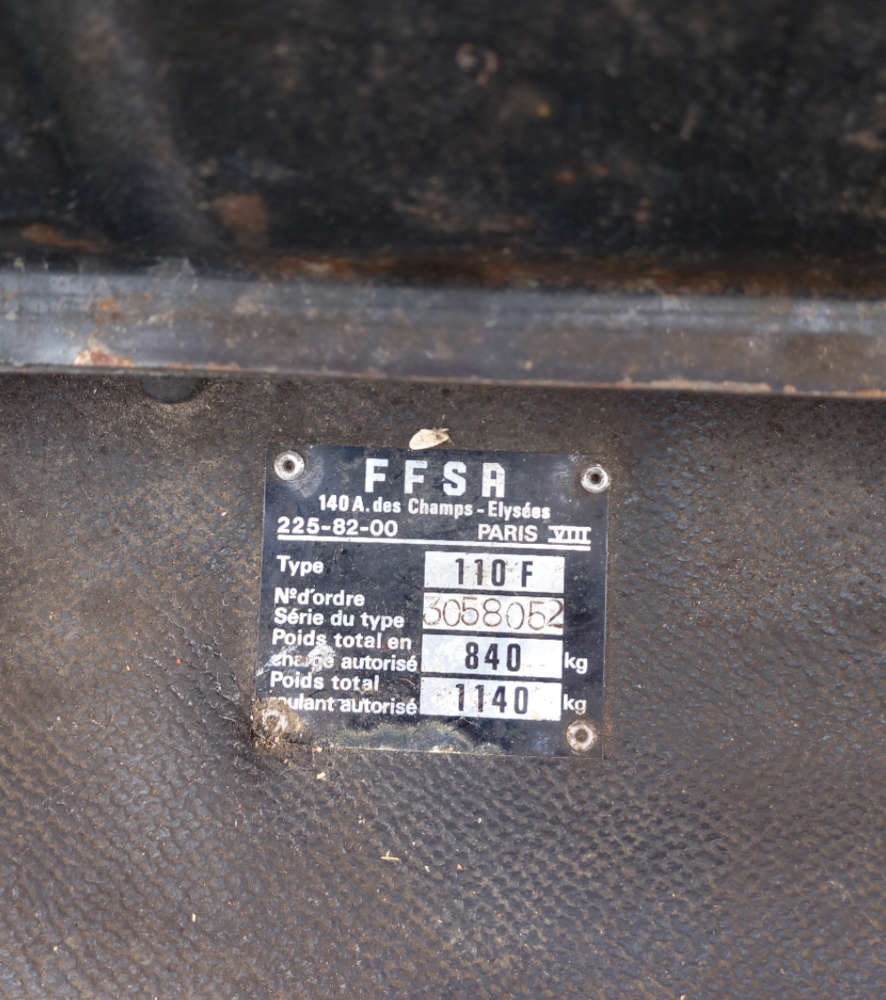 FFSA
140 A. des Champs - Elysées
225-82-00 PARIS VIII
Type 110 F
Nºd'ordre
Série du type 3058052
Poids total en
charge autorisé 840 kg
Poids total
roulant autorisé 1140 kg